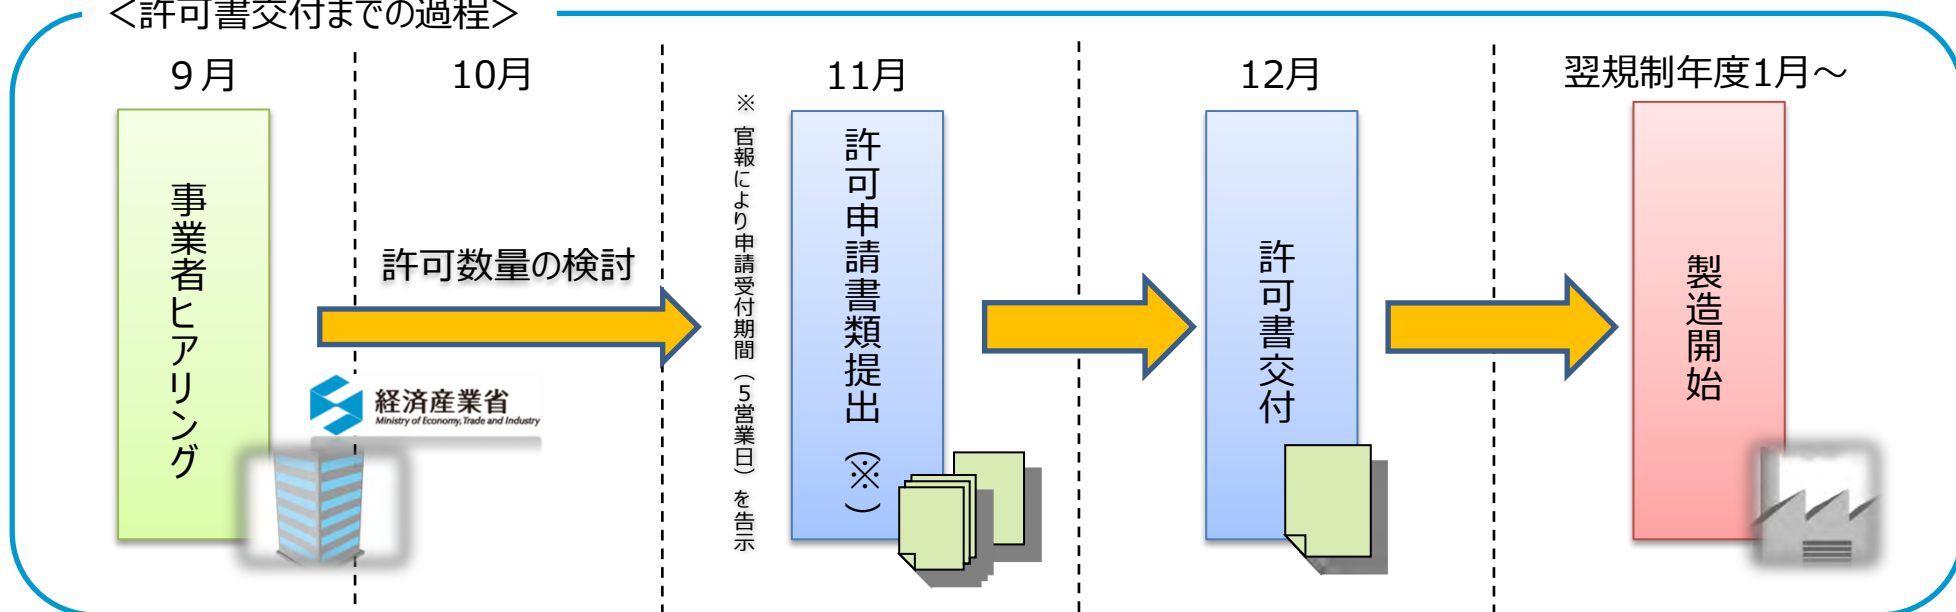 ＜許可書交付までの過程＞
９月
10月
11月
12月
翌規制年度1月～
事業者ヒアリング
許可数量の検討
経済産業省
Ministry of Economy, Trade and Industry
※ 官報により申請受付期間（5営業日）を告示
許可申請書類提出（※）
許可書交付
製造開始